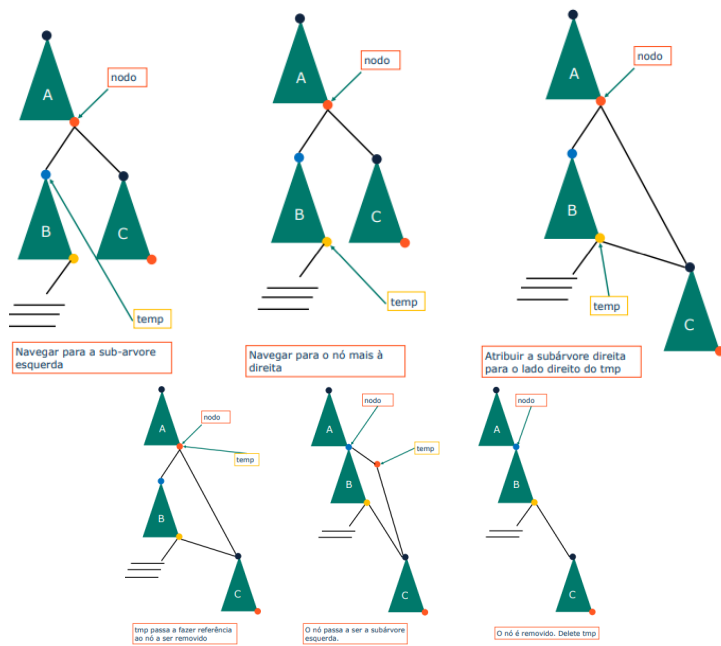 A
nodo
B
C
temp
Navegar para a sub-arvore
esquerda
A
nodo
B
C
temp
Navegar para o nó mais à
direita
A
nodo
B
temp
C
Atribuir a subárvore direita
para o lado direito do tmp
A
nodo
temp
B
C
tmp passa a fazer referência
ao nó a ser removido
nodo
A
temp
B
C
O nó passa a ser a subárvore
esquerda.
nodo
A
B
C
O nó é removido. Delete tmp